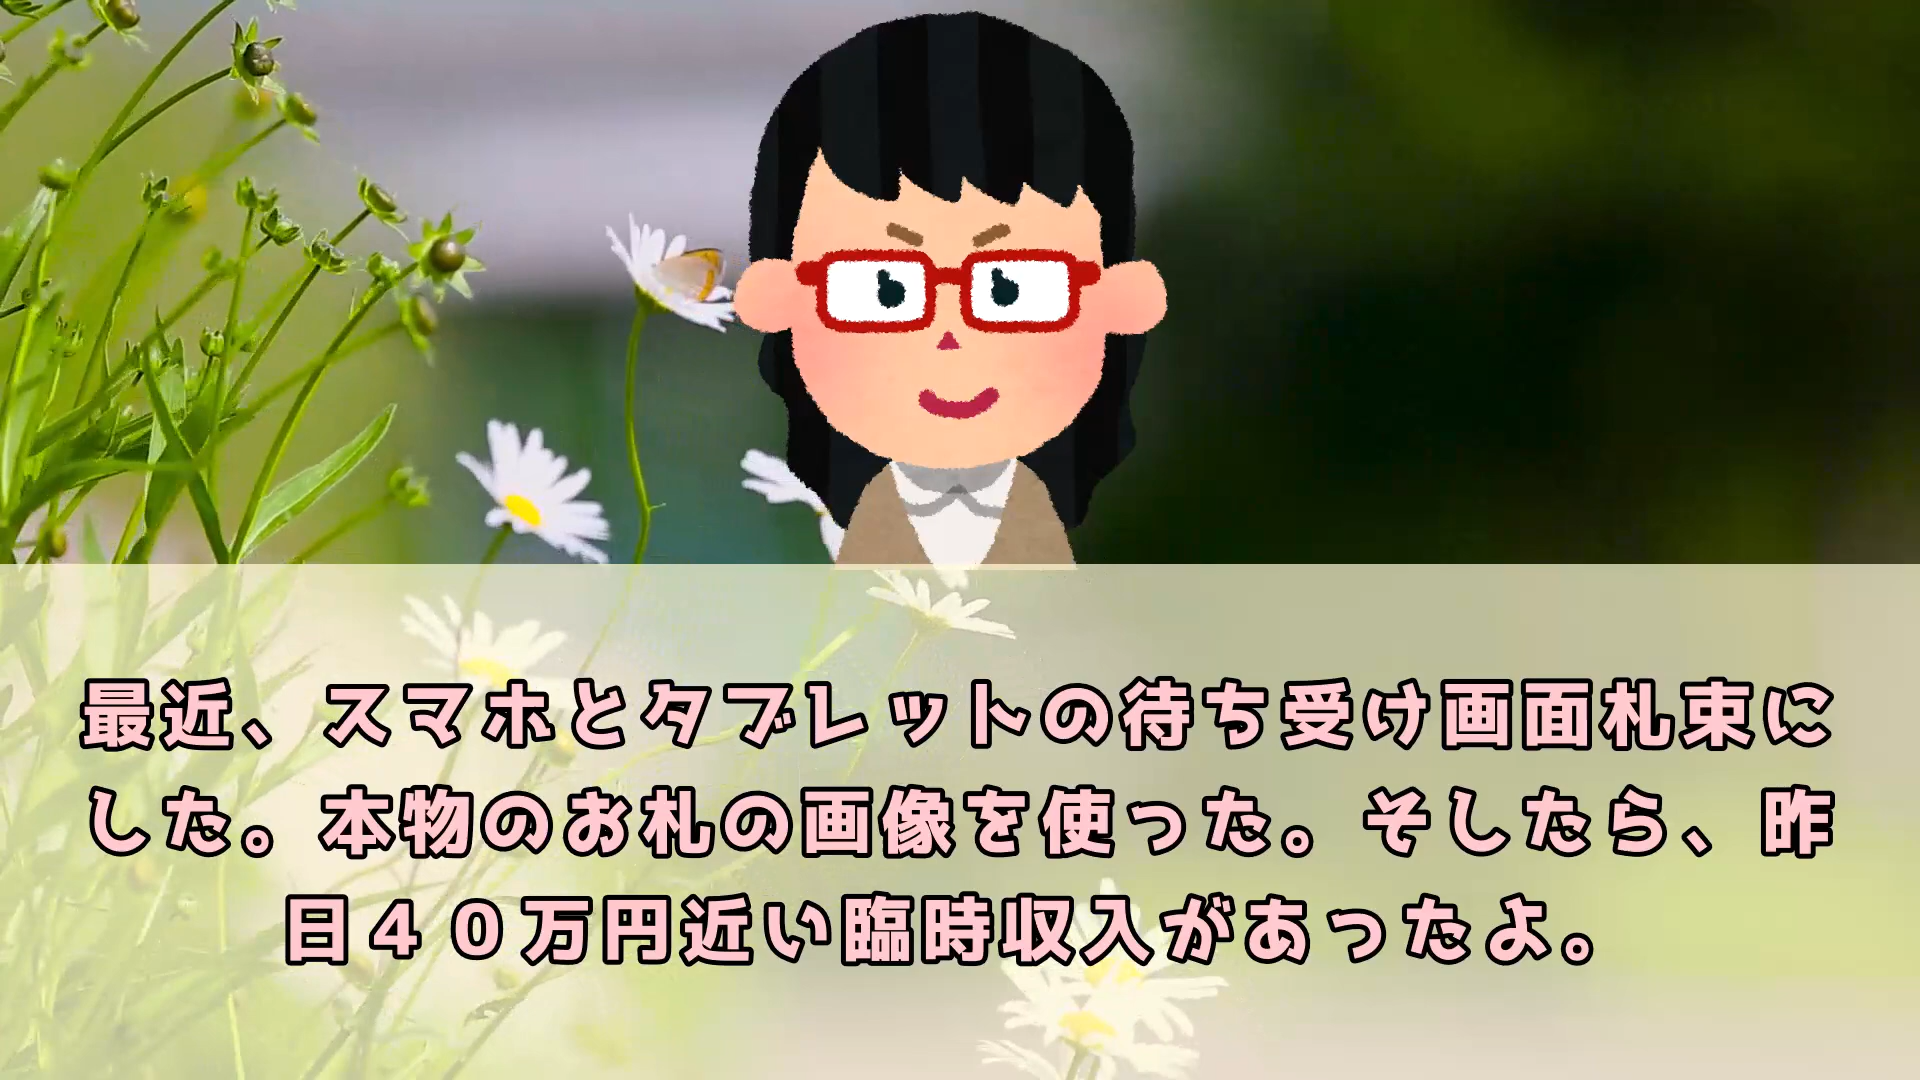 最近、スマホとタブレットの待ち受け画面札束に
した。本物のお札の画像を使った。そしたら、昨
日４０万円近い臨時収入があったよ。